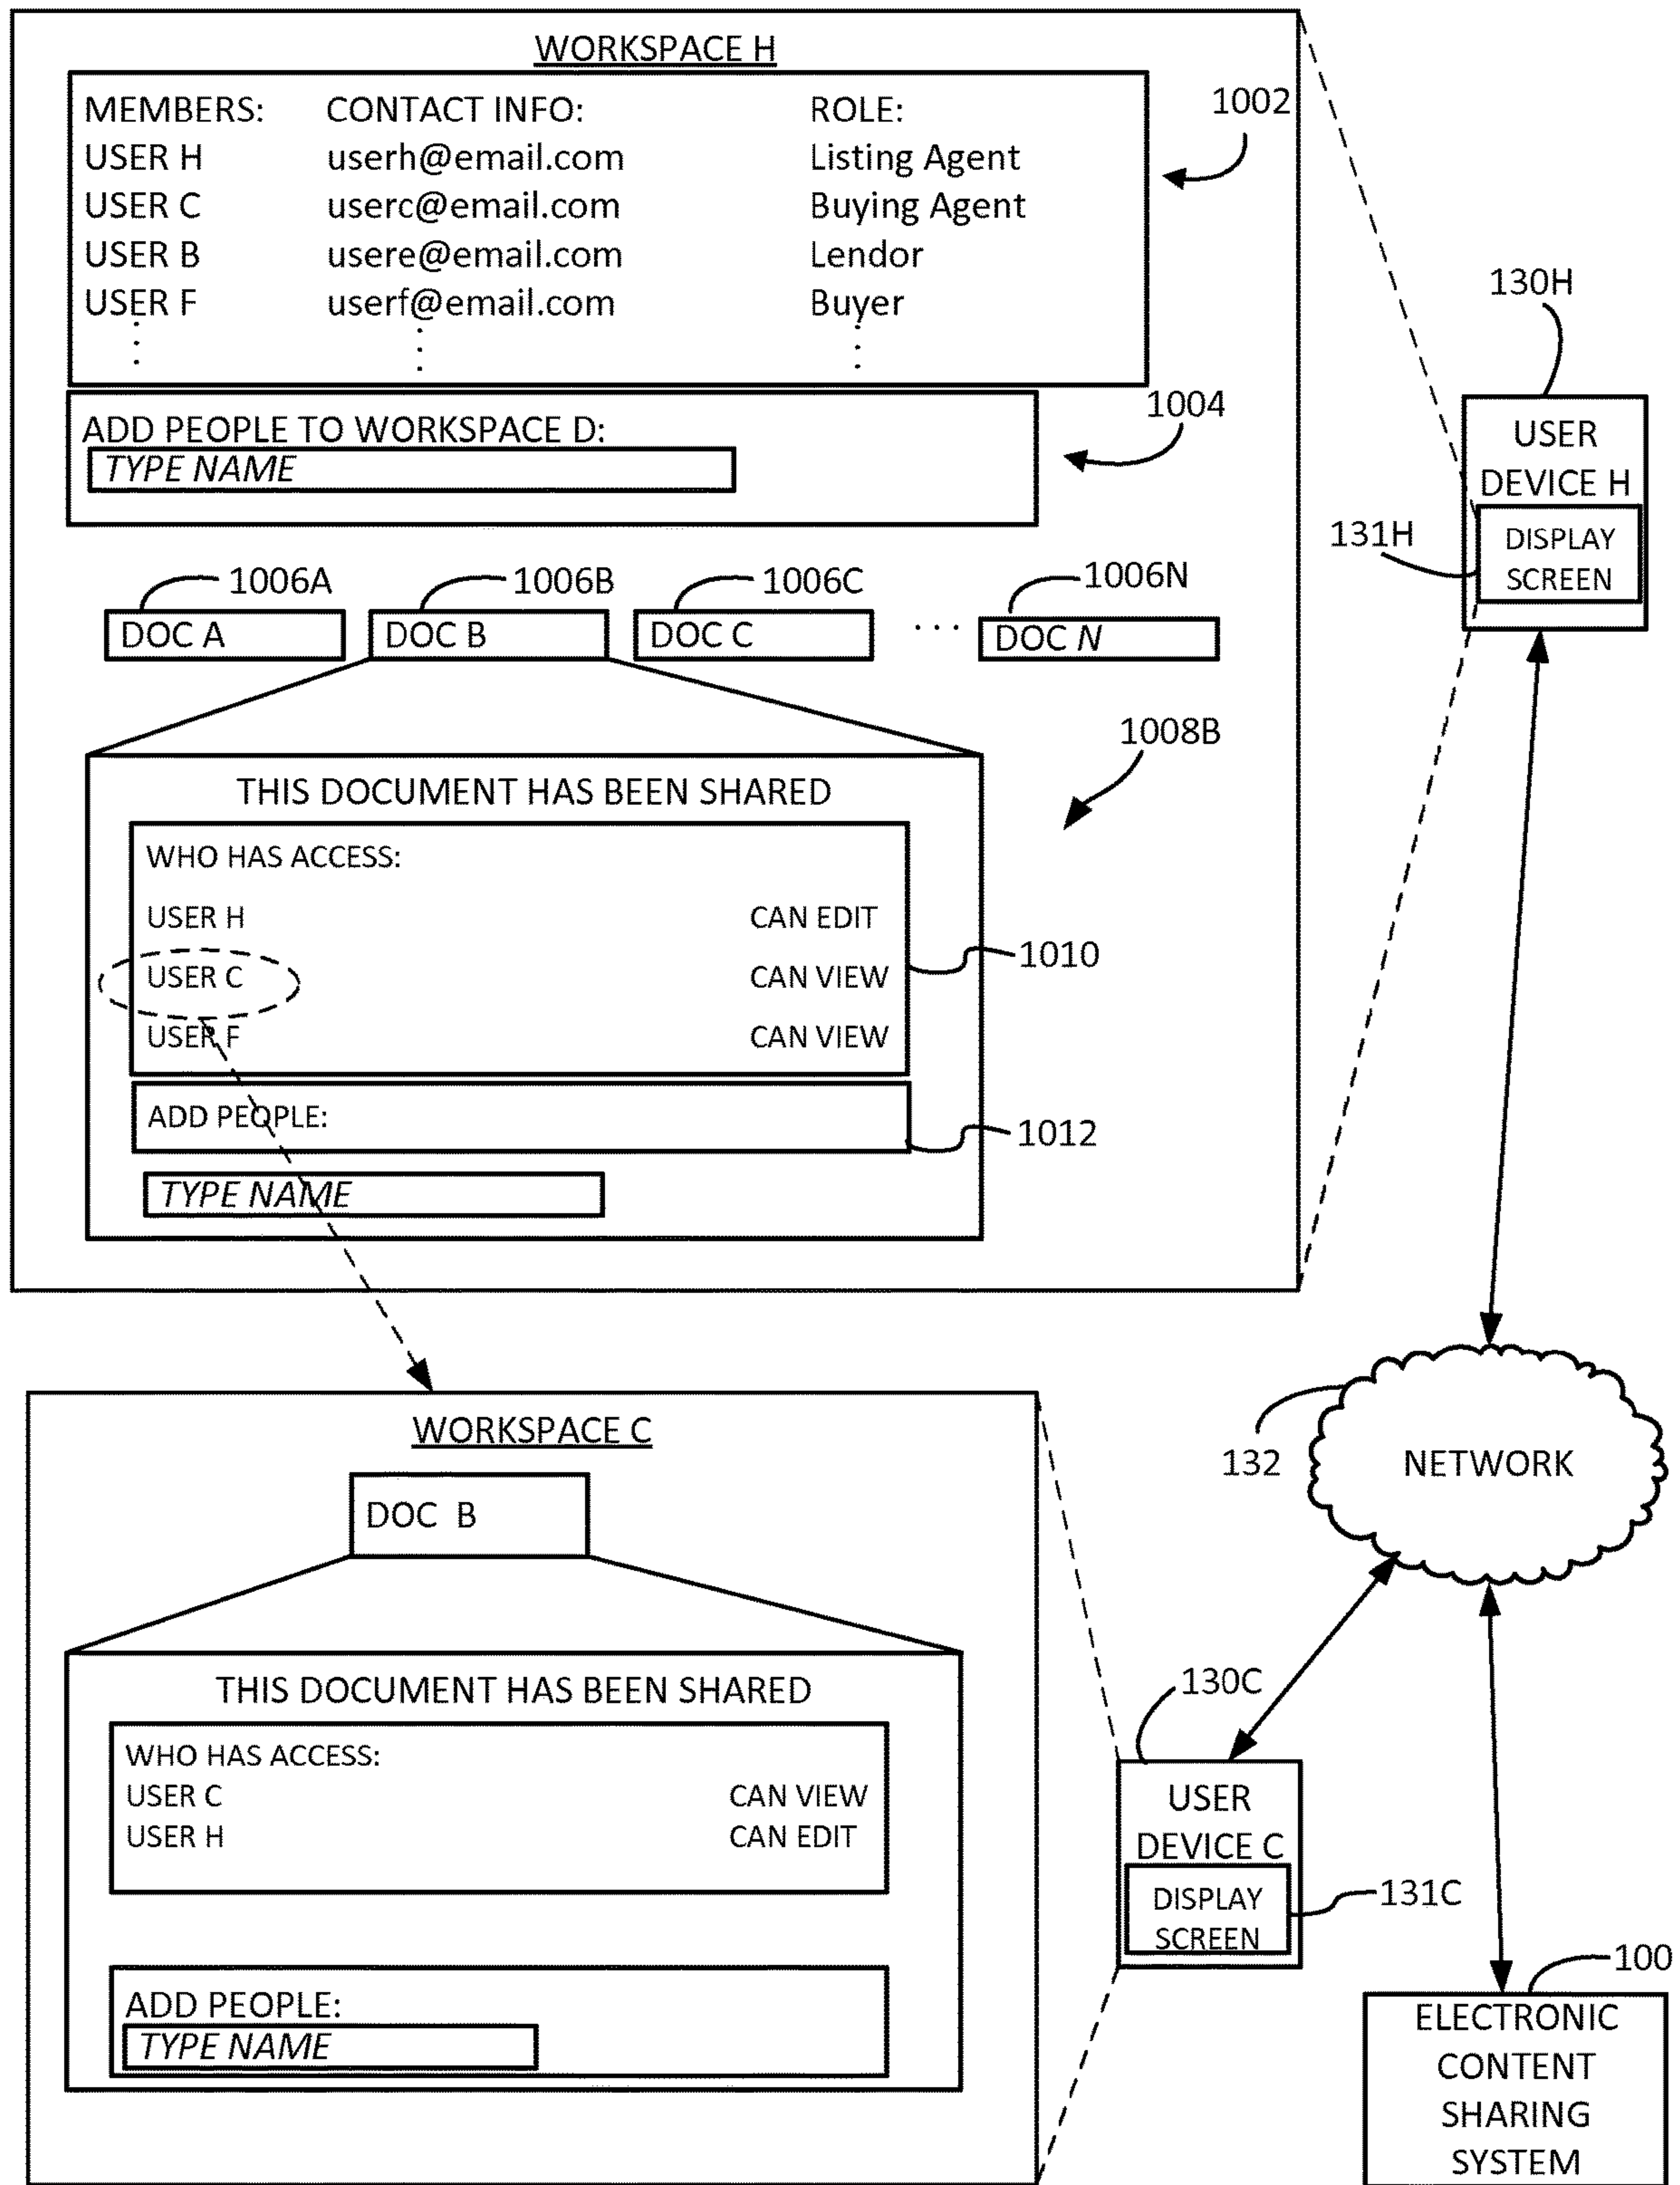 WORKSPACE H
MEMBERS: CONTACT INFO: ROLE:
USER H userh@email.com Listing Agent
USER C userc@email.com Buying Agent
USER B usere@email.com Lendor
USER F userf@email.com Buyer
1002
ADD PEOPLE TO WORKSPACE D:
TYPE NAME
1004
130H
USER
DEVICE H
DISPLAY
SCREEN
131H
1006A 1006B 1006C 1006N
DOC A DOC B DOC C ... DOC N
1008B
THIS DOCUMENT HAS BEEN SHARED
WHO HAS ACCESS:
USER H CAN EDIT
USER C CAN VIEW
USER F CAN VIEW
1010
ADD PEOPLE:
1012
TYPE NAME
NETWORK
132
WORKSPACE C
DOC B
THIS DOCUMENT HAS BEEN SHARED
WHO HAS ACCESS:
USER C CAN VIEW
USER H CAN EDIT
ADD PEOPLE:
TYPE NAME
130C
USER
DEVICE C
DISPLAY
SCREEN
131C
100
ELECTRONIC
CONTENT
SHARING
SYSTEM